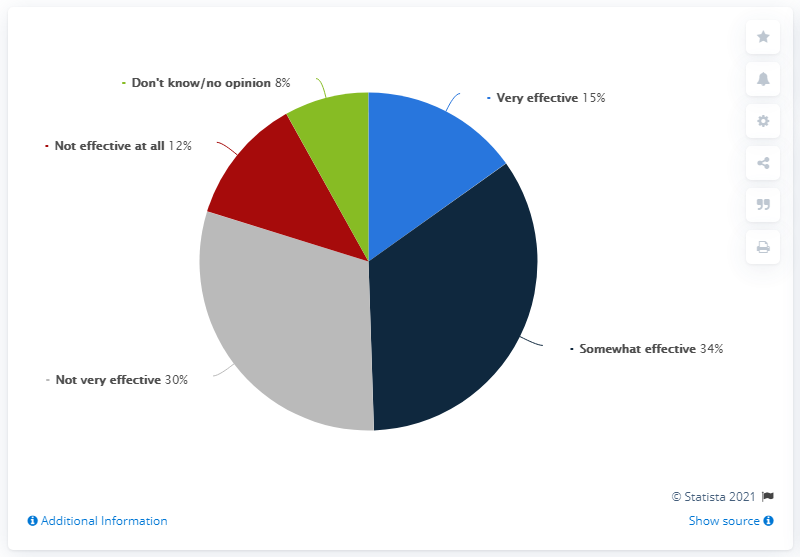 Don't know/no opinion 8%
Very effective 15%
Not effective at all 12%
Somewhat effective 34%
Not very effective 30%
© Statista 2021
Additional Information
Show source